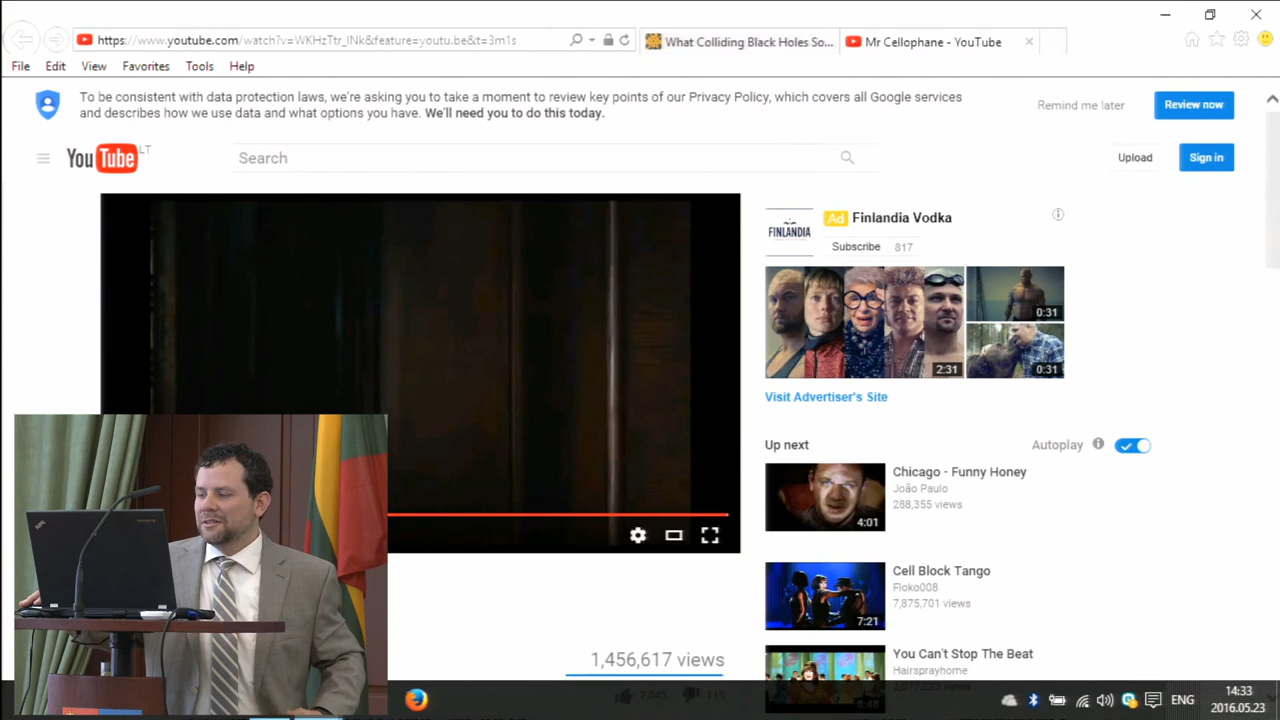 https://www.youtube.com/watch?v=WKHzTtr_lNk&feature=youtu.be&t=3m1s
What Colliding Black Holes So...
Mr Cellophane - YouTube
File Edit View Favorites Tools Help
To be consistent with data protection laws, we're asking you to take a moment to review key points of our Privacy Policy, which covers all Google services
and describes how we use data and what options you have. We'll need you to do this today.
Remind me later
Review now
YouTube LT
Search
Upload
Sign in
FINLANDIA
Ad Finlandia Vodka
Subscribe 817
2:31
0:31
0:31
Visit Advertiser's Site
Up next
Autoplay
4:01
Chicago - Funny Honey
João Paulo
288,355 views
7:21
Cell Block Tango
Floko008
7,875,701 views
You Can't Stop The Beat
Hairsprayhome
1,456,617 views
ENG
14:33
2016.05.23